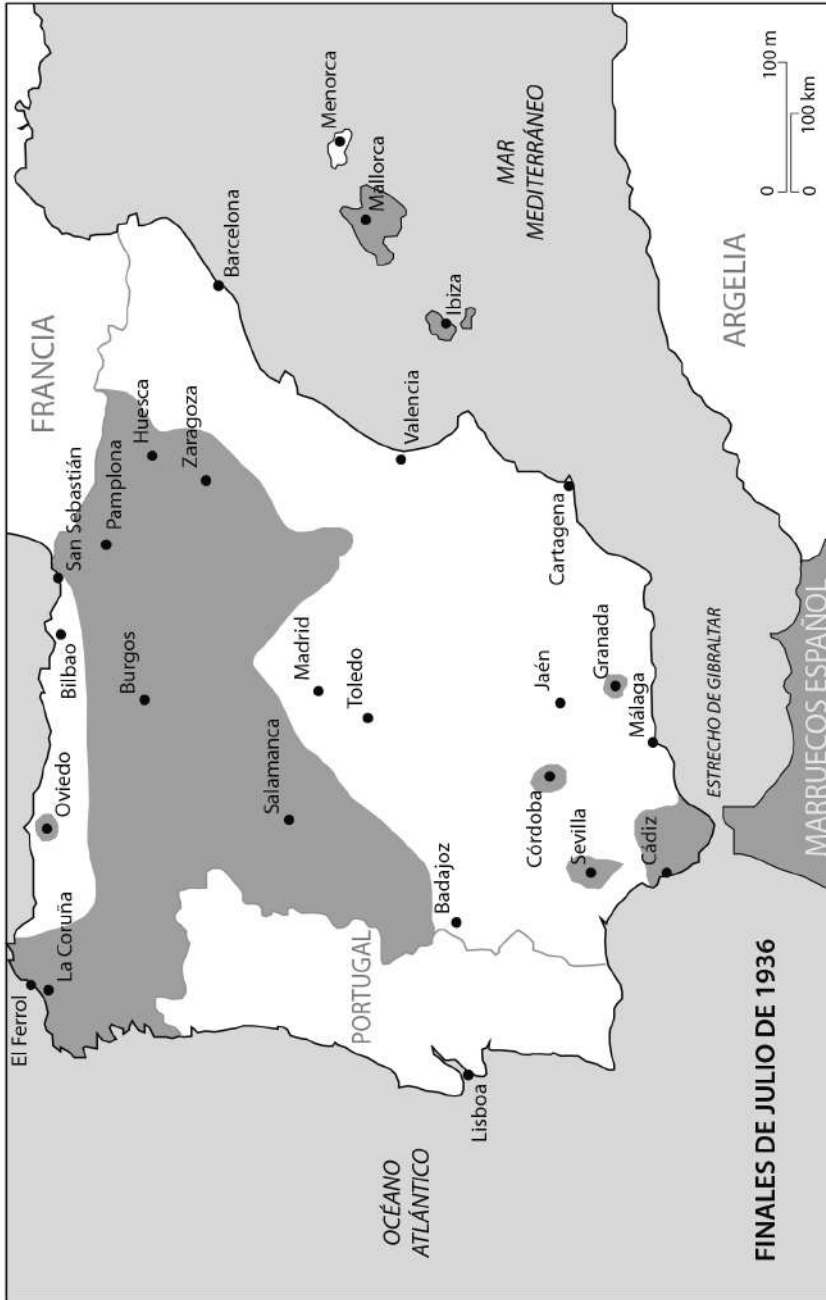 FRANCIA
El Ferrol
La Coruña
Oviedo
Bilbao
San Sebastián
Pamplona
Burgos
Huesca
Zaragoza
Barcelona
Salamanca
Madrid
Toledo
Menorca
Mallorca
Ibiza
Valencia
PORTUGAL
Badajoz
Lisboa
OCÉANO
ATLÁNTICO
MAR
MEDITERRÁNEO
Córdoba
Jaén
Cartagena
Sevilla
Granada
Cádiz
Málaga
ESTRECHO DE GIBRALTAR
ARGELIA
MARRUECOS ESPAÑOL
FINALES DE JULIO DE 1936
0 100 m
0 100 km